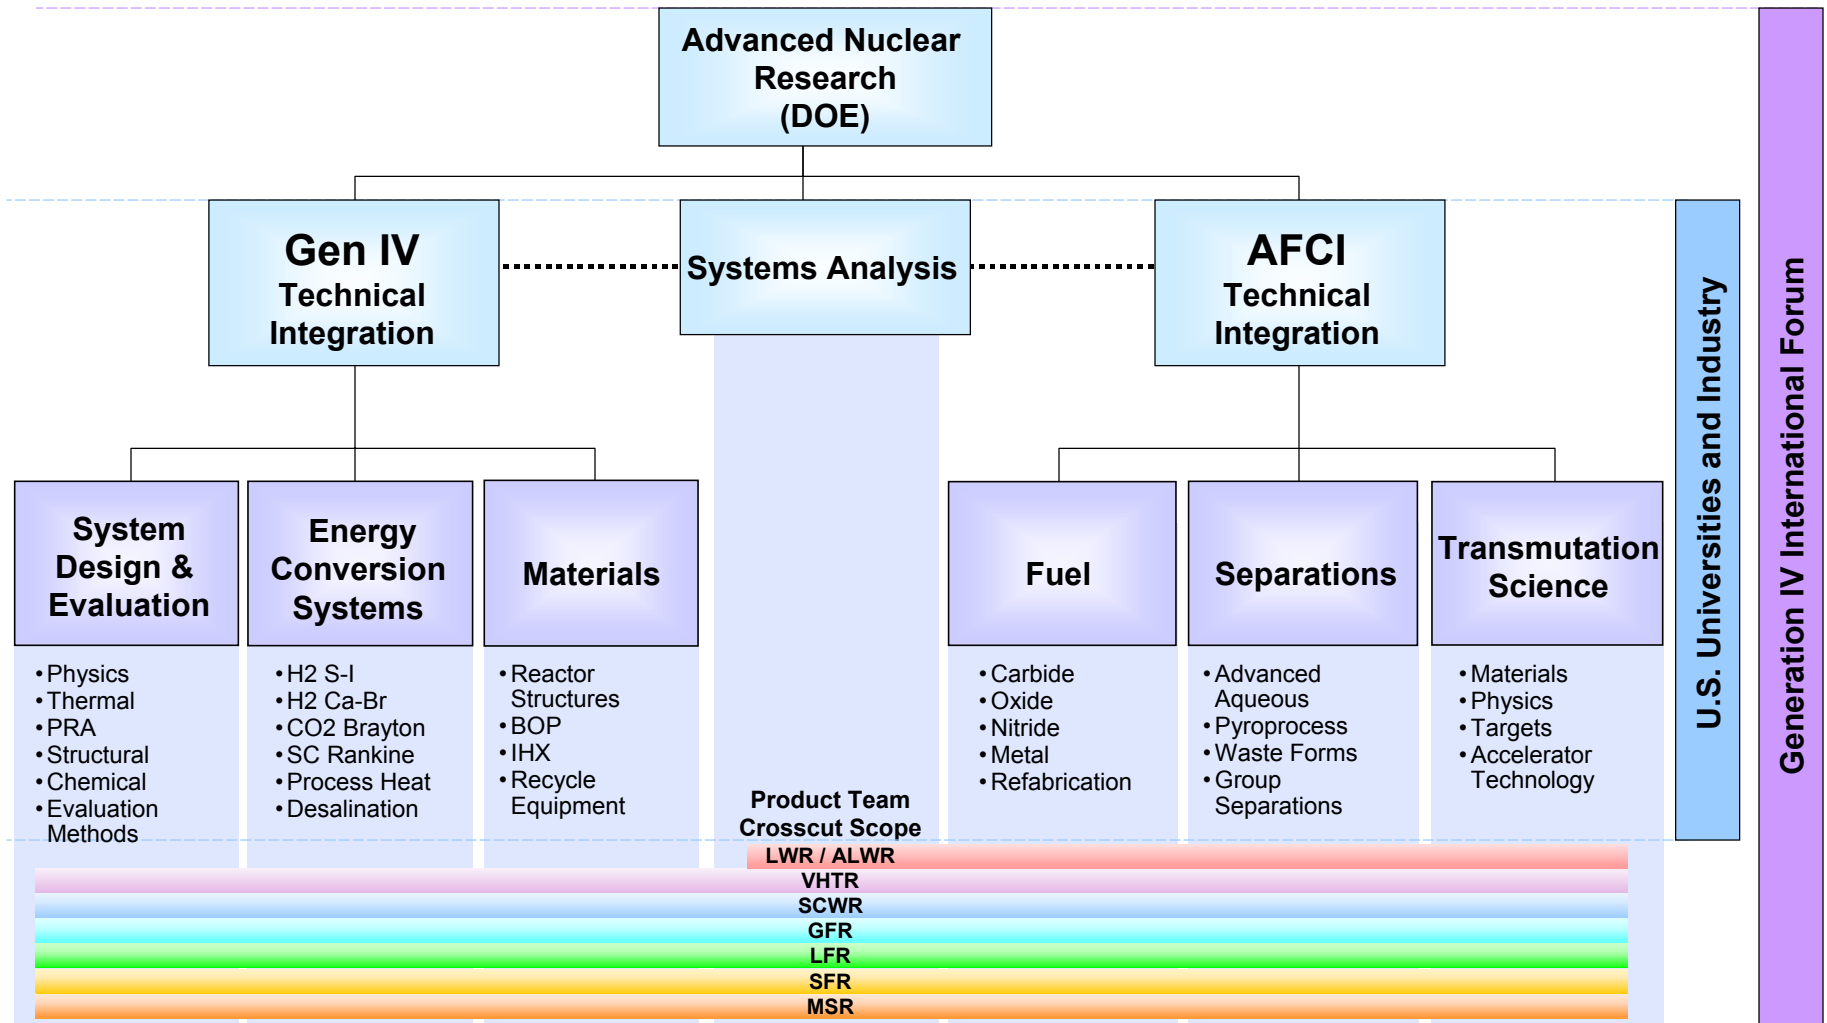 Advanced Nuclear
Research
(DOE)
Gen IV
Technical
Integration
Systems Analysis
AFCI
Technical
Integration
System
Design &
Evaluation
Energy
Conversion
Systems
Materials
Fuel
Separations
Transmutation
Science
• Physics
• Thermal
• PRA
• Structural
• Chemical
• Evaluation
Methods
• H2 S-I
• H2 Ca-Br
• CO2 Brayton
• SC Rankine
• Process Heat
• Desalination
• Reactor
Structures
• BOP
• IHX
• Recycle
Equipment
• Carbide
• Oxide
• Nitride
• Metal
• Refabrication
• Advanced
Aqueous
• Pyroprocess
• Waste Forms
• Group
Separations
• Materials
• Physics
• Targets
• Accelerator
Technology
Product Team
Crosscut Scope
LWR / ALWR
VHTR
SCWR
GFR
LFR
SFR
MSR
U.S. Universities and Industry
Generation IV International Forum